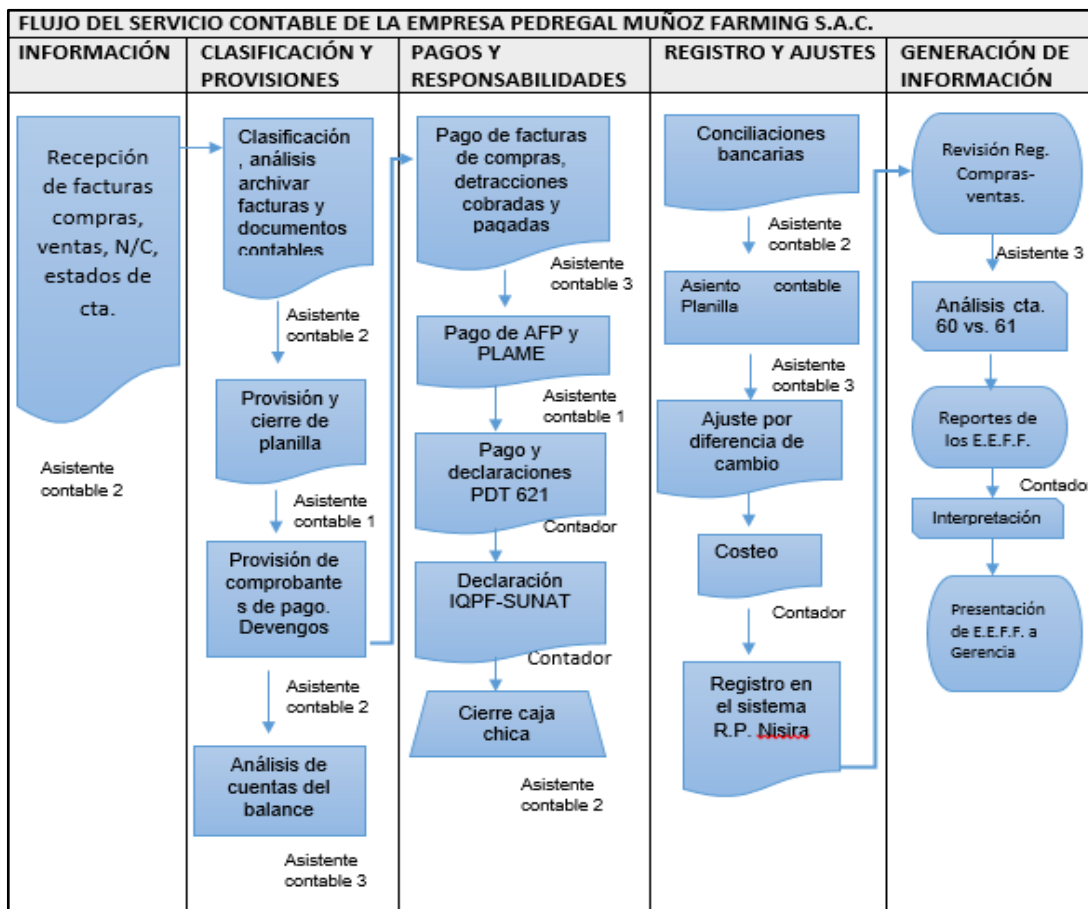 FLUJO DEL SERVICIO CONTABLE DE LA EMPRESA PEDREGAL MUÑOZ FARMING S.A.C.
INFORMACIÓN
CLASIFICACIÓN Y
PROVISIONES
PAGOS Y
RESPONSABILIDADES
REGISTRO Y AJUSTES
GENERACIÓN DE
INFORMACIÓN
Recepción
de facturas
compras,
ventas, N/C,
estados de
cta.
Asistente
contable 2
Clasificación
, análisis
archivar
facturas y
documentos
contables
Asistente
contable 2
Provisión y
cierre de
planilla
Asistente
contable 1
Provisión de
comprobante
s de pago.
Devengos
Asistente
contable 2
Análisis de
cuentas del
balance
Asistente
contable 3
Pago de facturas
de compras,
detracciones
cobradas y
pagadas
Asistente
contable 3
Pago de AFP y
PLAME
Asistente
contable 1
Pago y
declaraciones
PDT 621
Contador
Declaración
IQPF-SUNAT
Contador
Cierre caja
chica
Asistente
contable 2
Conciliaciones
bancarias
Asistente
contable 2
Asiento contable
Planilla
Asistente
contable 3
Ajuste por
diferencia de
cambio
Costeo
Contador
Registro en
el sistema
R.P. Nisira
Revisión Reg.
Compras-
ventas.
Asistente 3
Análisis cta.
60 vs. 61
Reportes de
los E.E.F.F.
Contador
Interpretación
Presentación
de E.E.F.F. a
Gerencia